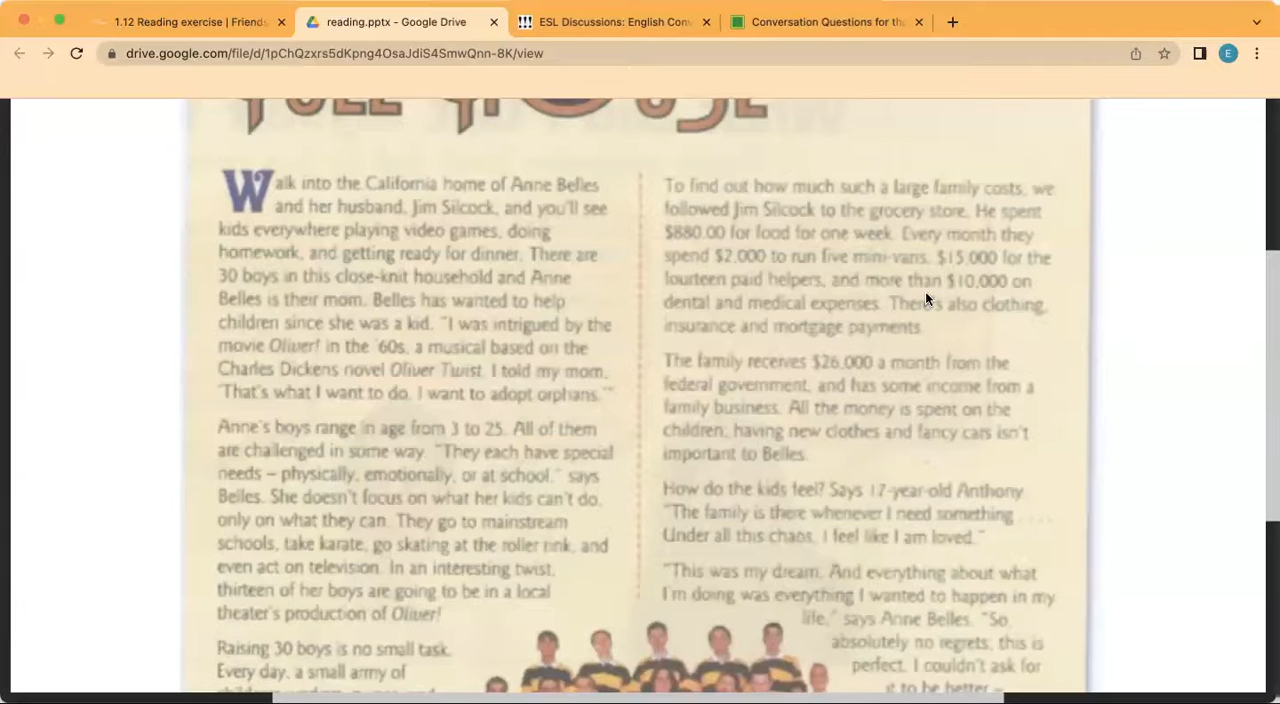 1.12 Reading exercise | Friends
reading.pptx - Google Drive
ESL Discussions: English Conv
Conversation Questions for th
drive.google.com/file/d/1pChQzxrs5dKpng4OsaJdiS4SmwQnn-8K/view
E
FULL HOUSE
Walk into the California home of Anne Belles
and her husband, Jim Silcock, and you'll see
kids everywhere playing video games, doing
homework, and getting ready for dinner. There are
30 boys in this close-knit household and Anne
Belles is their mom. Belles has wanted to help
children since she was a kid. "I was intrigued by the
movie Oliver! in the '60s, a musical based on the
Charles Dickens novel Oliver Twist. I told my mom,
'That's what I want to do. I want to adopt orphans.'"
Anne's boys range in age from 3 to 25. All of them
are challenged in some way. "They each have special
needs – physically, emotionally, or at school," says
Belles. She doesn't focus on what her kids can't do,
only on what they can. They go to mainstream
schools, take karate, go skating at the roller rink, and
even act on television. In an interesting twist,
thirteen of her boys are going to be in a local
theater's production of Oliver!
Raising 30 boys is no small task.
Every day, a small army of
To find out how much such a large family costs, we
followed Jim Silcock to the grocery store. He spent
$880.00 for food for one week. Every month they
spend $2,000 to run five mini-vans, $15,000 for the
fourteen paid helpers, and more than $10,000 on
dental and medical expenses. There's also clothing,
insurance and mortgage payments.
The family receives $26,000 a month from the
federal government, and has some income from a
family business. All the money is spent on the
children; having new clothes and fancy cars isn't
important to Belles.
How do the kids feel? Says 17-year-old Anthony
"The family is there whenever I need something
Under all this chaos, I feel like I am loved."
"This was my dream. And everything about what
I'm doing was everything I wanted to happen in my
life," says Anne Belles. "So,
absolutely no regrets; this is
perfect. I couldn't ask for
it to be better –